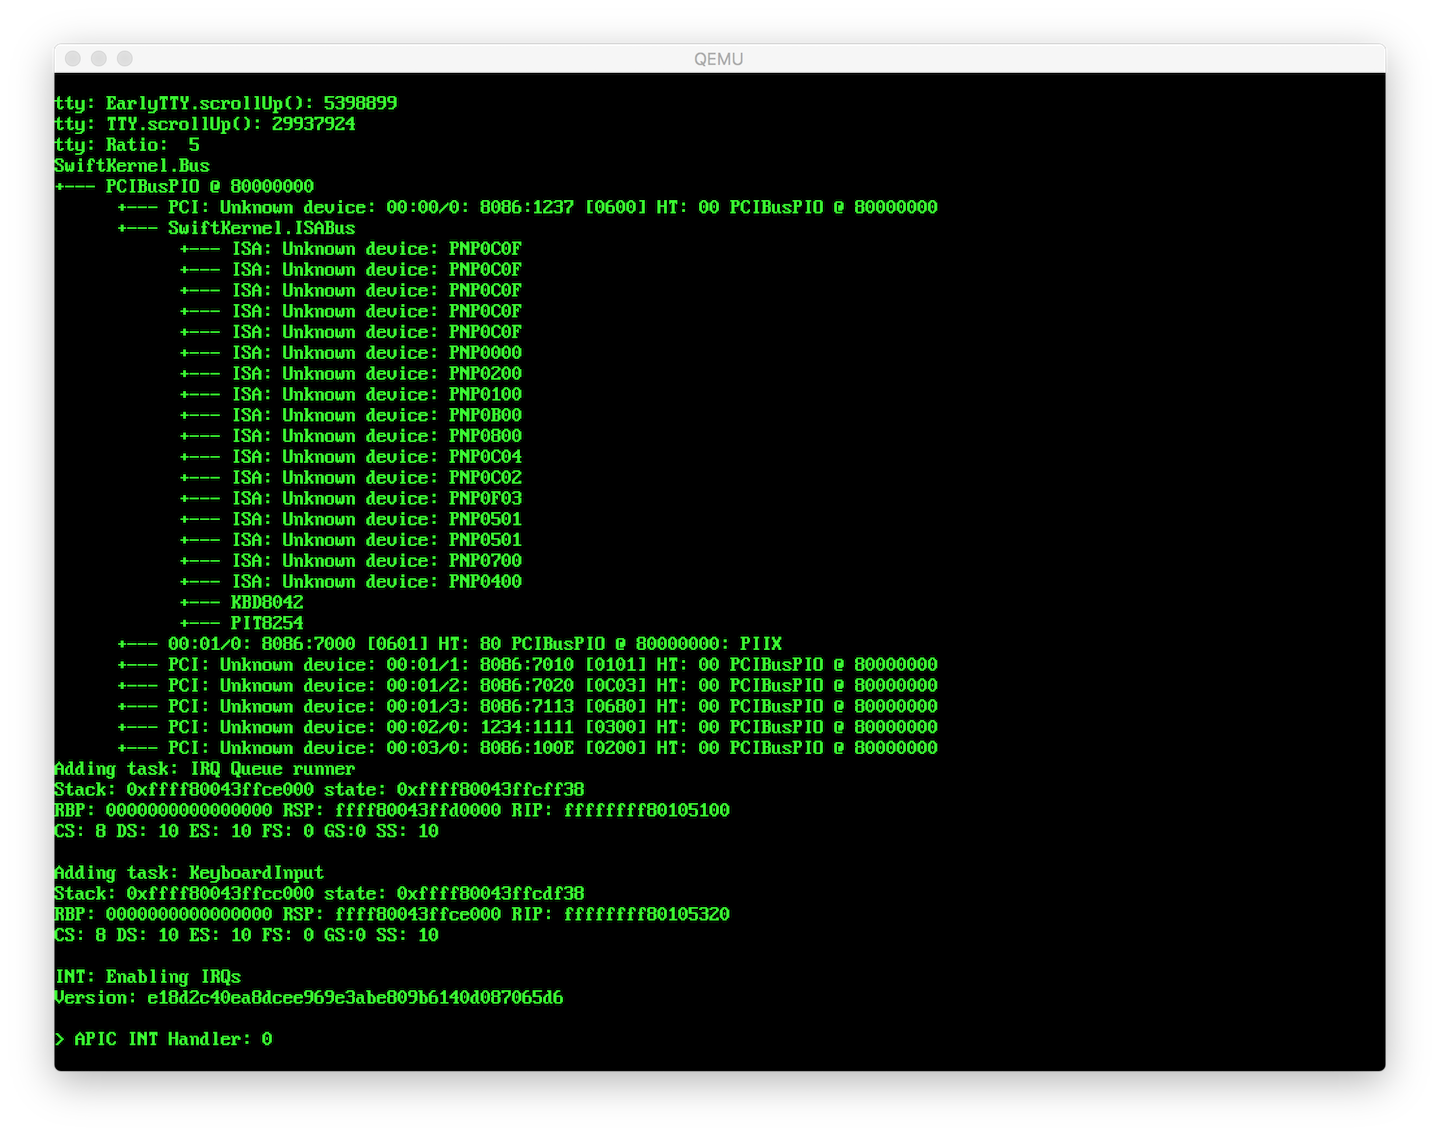 QEMU
tty: EarlyTTY.scrollUp(): 5398899
tty: TTY.scrollUp(): 29937924
tty: Ratio:  5
SwiftKernel.Bus
+--- PCIBusPIO @ 80000000
      +--- PCI: Unknown device: 00:00/0: 8086:1237 [0600] HT: 00 PCIBusPIO @ 80000000
      +--- SwiftKernel.ISABus
            +--- ISA: Unknown device: PNP0C0F
            +--- ISA: Unknown device: PNP0C0F
            +--- ISA: Unknown device: PNP0C0F
            +--- ISA: Unknown device: PNP0C0F
            +--- ISA: Unknown device: PNP0C0F
            +--- ISA: Unknown device: PNP0000
            +--- ISA: Unknown device: PNP0200
            +--- ISA: Unknown device: PNP0100
            +--- ISA: Unknown device: PNP0B00
            +--- ISA: Unknown device: PNP0800
            +--- ISA: Unknown device: PNP0C04
            +--- ISA: Unknown device: PNP0C02
            +--- ISA: Unknown device: PNP0F03
            +--- ISA: Unknown device: PNP0501
            +--- ISA: Unknown device: PNP0501
            +--- ISA: Unknown device: PNP0700
            +--- ISA: Unknown device: PNP0400
            +--- KBD8042
            +--- PIT8254
      +--- 00:01/0: 8086:7000 [0601] HT: 80 PCIBusPIO @ 80000000: PIIX
      +--- PCI: Unknown device: 00:01/1: 8086:7010 [0101] HT: 00 PCIBusPIO @ 80000000
      +--- PCI: Unknown device: 00:01/2: 8086:7020 [0C03] HT: 00 PCIBusPIO @ 80000000
      +--- PCI: Unknown device: 00:01/3: 8086:7113 [0680] HT: 00 PCIBusPIO @ 80000000
      +--- PCI: Unknown device: 00:02/0: 1234:1111 [0300] HT: 00 PCIBusPIO @ 80000000
      +--- PCI: Unknown device: 00:03/0: 8086:100E [0200] HT: 00 PCIBusPIO @ 80000000
Adding task: IRQ Queue runner
Stack: 0xffff80043ffce000 state: 0xffff80043ffcff38
RBP: 0000000000000000 RSP: ffff80043ffd0000 RIP: ffffffff80105100
CS: 8 DS: 10 ES: 10 FS: 0 GS:0 SS: 10
Adding task: KeyboardInput
Stack: 0xffff80043ffcc000 state: 0xffff80043ffcdf38
RBP: 0000000000000000 RSP: ffff80043ffce000 RIP: ffffffff80105320
CS: 8 DS: 10 ES: 10 FS: 0 GS:0 SS: 10
INT: Enabling IRQs
Version: e18d2c40ea8dcee969e3abe809b6140d087065d6
> APIC INT Handler: 0